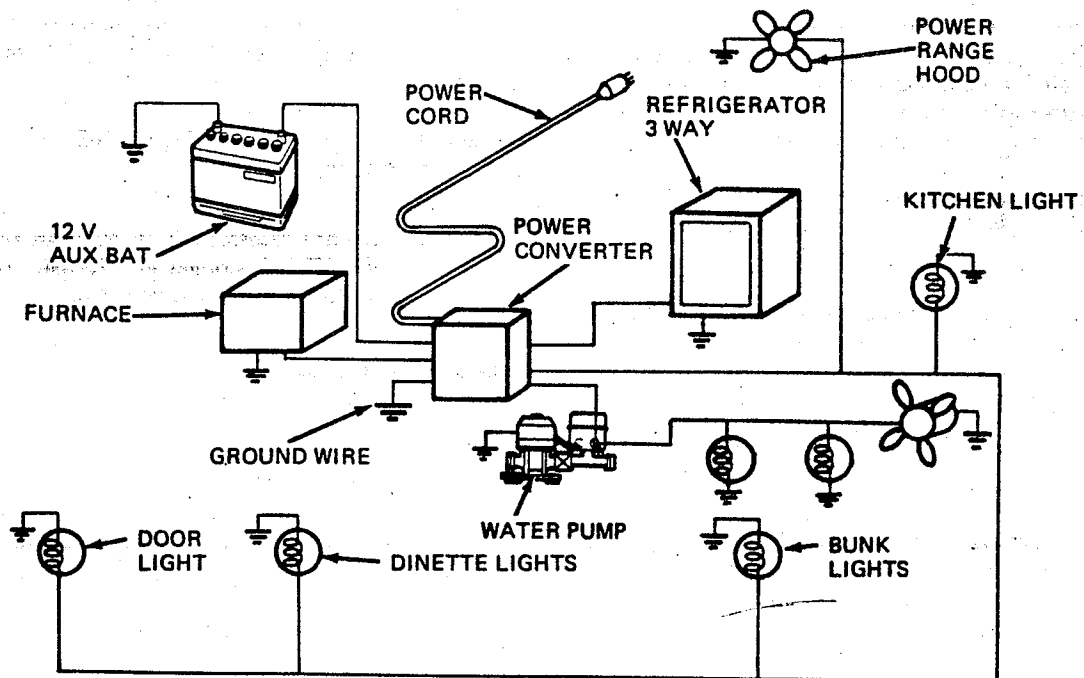 POWER
RANGE
HOOD
POWER
CORD
REFRIGERATOR
3 WAY
KITCHEN LIGHT
12 V
AUX BAT
POWER
CONVERTER
FURNACE
GROUND WIRE
WATER PUMP
DOOR
LIGHT
DINETTE LIGHTS
BUNK
LIGHTS